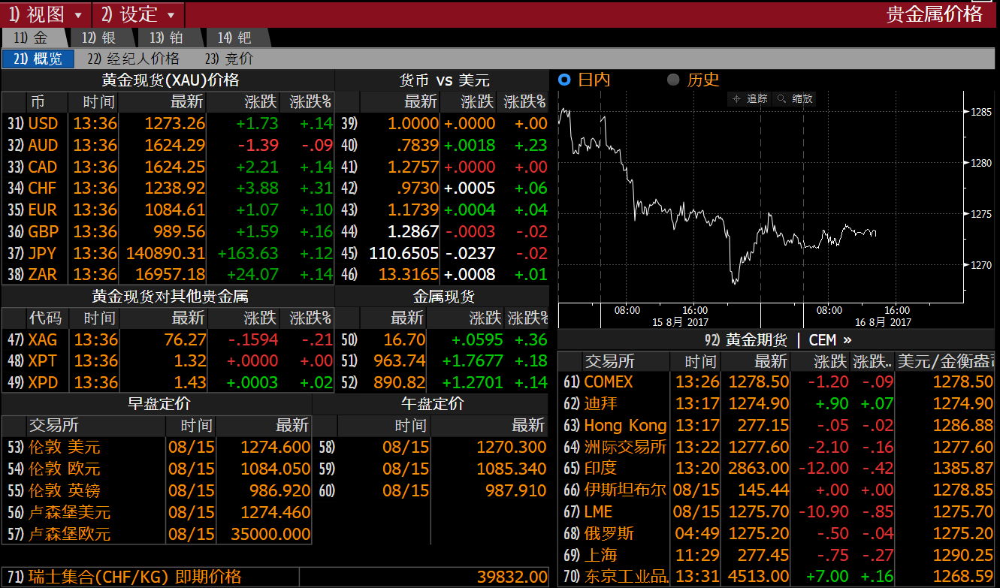 1) 视图 ▾ 2) 设定 ▾ 贵金属价格
11) 金 12) 银 13) 铂 14) 钯
21) 概览 22) 经纪人价格 23) 竞价
黄金现货(XAU)价格
币 时间 最新 涨跌 涨跌%
31) USD 13:36 1273.26 +1.73 +.14
32) AUD 13:36 1624.29 -1.39 -.09
33) CAD 13:36 1624.25 +2.21 +.14
34) CHF 13:36 1238.92 +3.88 +.31
35) EUR 13:36 1084.61 +1.07 +.10
36) GBP 13:36 989.56 +1.59 +.16
37) JPY 13:36 140890.31 +163.63 +.12
38) ZAR 13:36 16957.18 +24.07 +.14
货币 vs 美元
最新 涨跌 涨跌%
39) 1.0000 +.0000 +.00
40) .7839 +.0018 +.23
41) 1.2757 +.0000 +.00
42) .9730 +.0005 +.06
43) 1.1739 +.0004 +.04
44) 1.2867 -.0003 -.02
45) 110.6505 -.0237 -.02
46) 13.3165 +.0008 +.01
黄金现货对其他贵金属
代码 时间 最新 涨跌 涨跌%
47) XAG 13:36 76.27 -.1594 -.21
48) XPT 13:36 1.32 +.0000 +.00
49) XPD 13:36 1.43 +.0003 +.02
金属现货
最新 涨跌 涨跌%
50) 16.70 +.0595 +.36
51) 963.74 +1.7677 +.18
52) 890.82 +1.2701 +.14
早盘定价
交易所 时间 最新
53) 伦敦 美元 08/15 1274.600
54) 伦敦 欧元 08/15 1084.050
55) 伦敦 英镑 08/15 986.920
56) 卢森堡美元 08/15 1274.460
57) 卢森堡欧元 08/15 35000.000
午盘定价
时间 最新
58) 08/15 1270.300
59) 08/15 1085.340
60) 08/15 987.910
71) 瑞士集合(CHF/KG) 即期价格 39832.00
日内 历史
追踪 缩放
1285
1280
1275
1270
08:00 16:00 08:00 16:00
15 8月 2017 16 8月 2017
92) 黄金期货 | CEM »
交易所 时间 最新 涨跌 涨跌.. 美元/金衡盎司
61) COMEX 13:26 1278.50 -1.20 -.09 1278.50
62) 迪拜 13:17 1274.90 +.90 +.07 1274.90
63) Hong Kong 13:17 277.15 -.05 -.02 1286.88
64) 洲际交易所 13:22 1277.60 -2.10 -.16 1277.60
65) 印度 13:20 2863.00 -12.00 -.42 1385.87
66) 伊斯坦布尔 08/15 145.44 +.00 +.00 1278.85
67) LME 08/15 1275.70 -10.90 -.85 1275.70
68) 俄罗斯 04:49 1275.20 -.50 -.04 1275.20
69) 上海 11:29 277.45 -.75 -.27 1290.25
70) 东京工业品. 13:31 4513.00 +7.00 +.16 1268.59